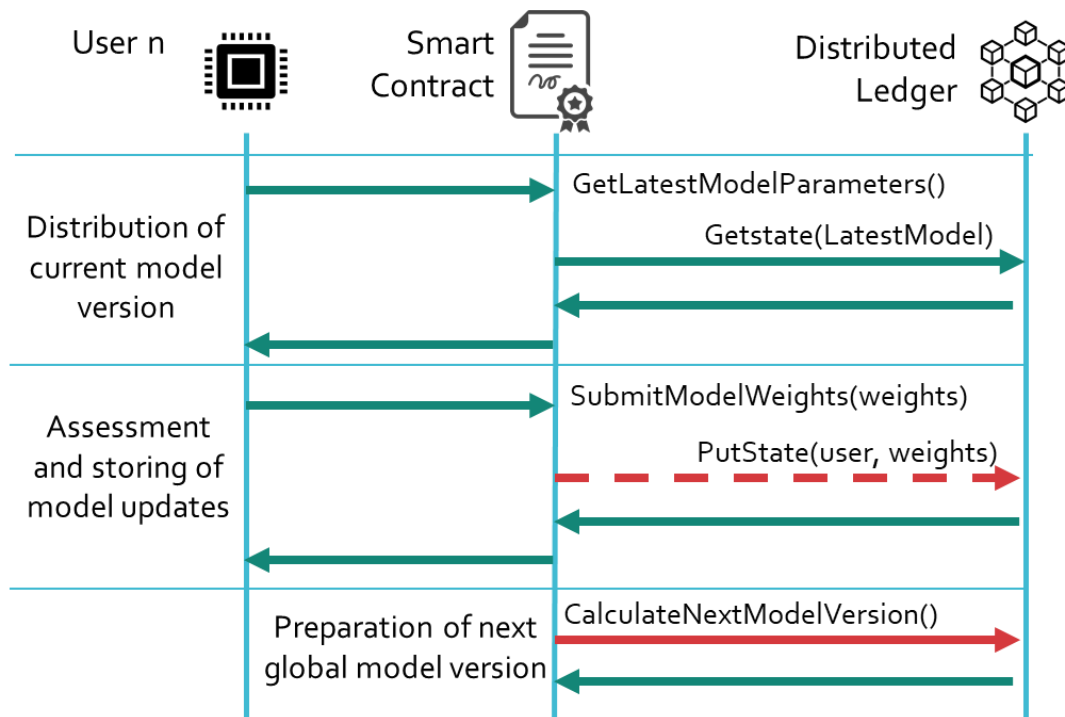 User n
Smart
Contract
Distributed
Ledger
GetLatestModelParameters()
Getstate(LatestModel)
Distribution of
current model
version
SubmitModelWeights(weights)
PutState(user, weights)
Assessment
and storing of
model updates
CalculateNextModelVersion()
Preparation of next
global model version